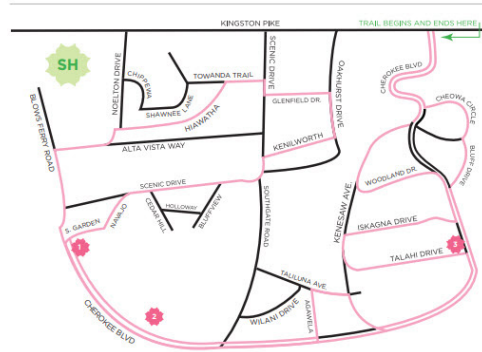 KINGSTON PIKE
TRAIL BEGINS AND ENDS HERE
SH
NOELTON DRIVE
CHIPPEWA
TOWANDA TRAIL
SHAWNEE LANE
HIAWATHA
SCENIC DRIVE
GLENFIELD DR.
OAKHURST DRIVE
CHEROKEE BLVD
CHEOWA CIRCLE
BLUFF DRIVE
BLOWS FERRY ROAD
ALTA VISTA WAY
KENILWORTH
WOODLAND DR.
SCENIC DRIVE
HOLLOWAY
CEDAR HILL
BLUFFVIEW
SOUTHGATE ROAD
KENESAW AVE.
ISKAGNA DRIVE
TALAHI DRIVE
3
S. GARDEN
NAVAJO
1
2
TALILUNA AVE
WILANI DRIVE
AGAWELA
CHEROKEE BLVD